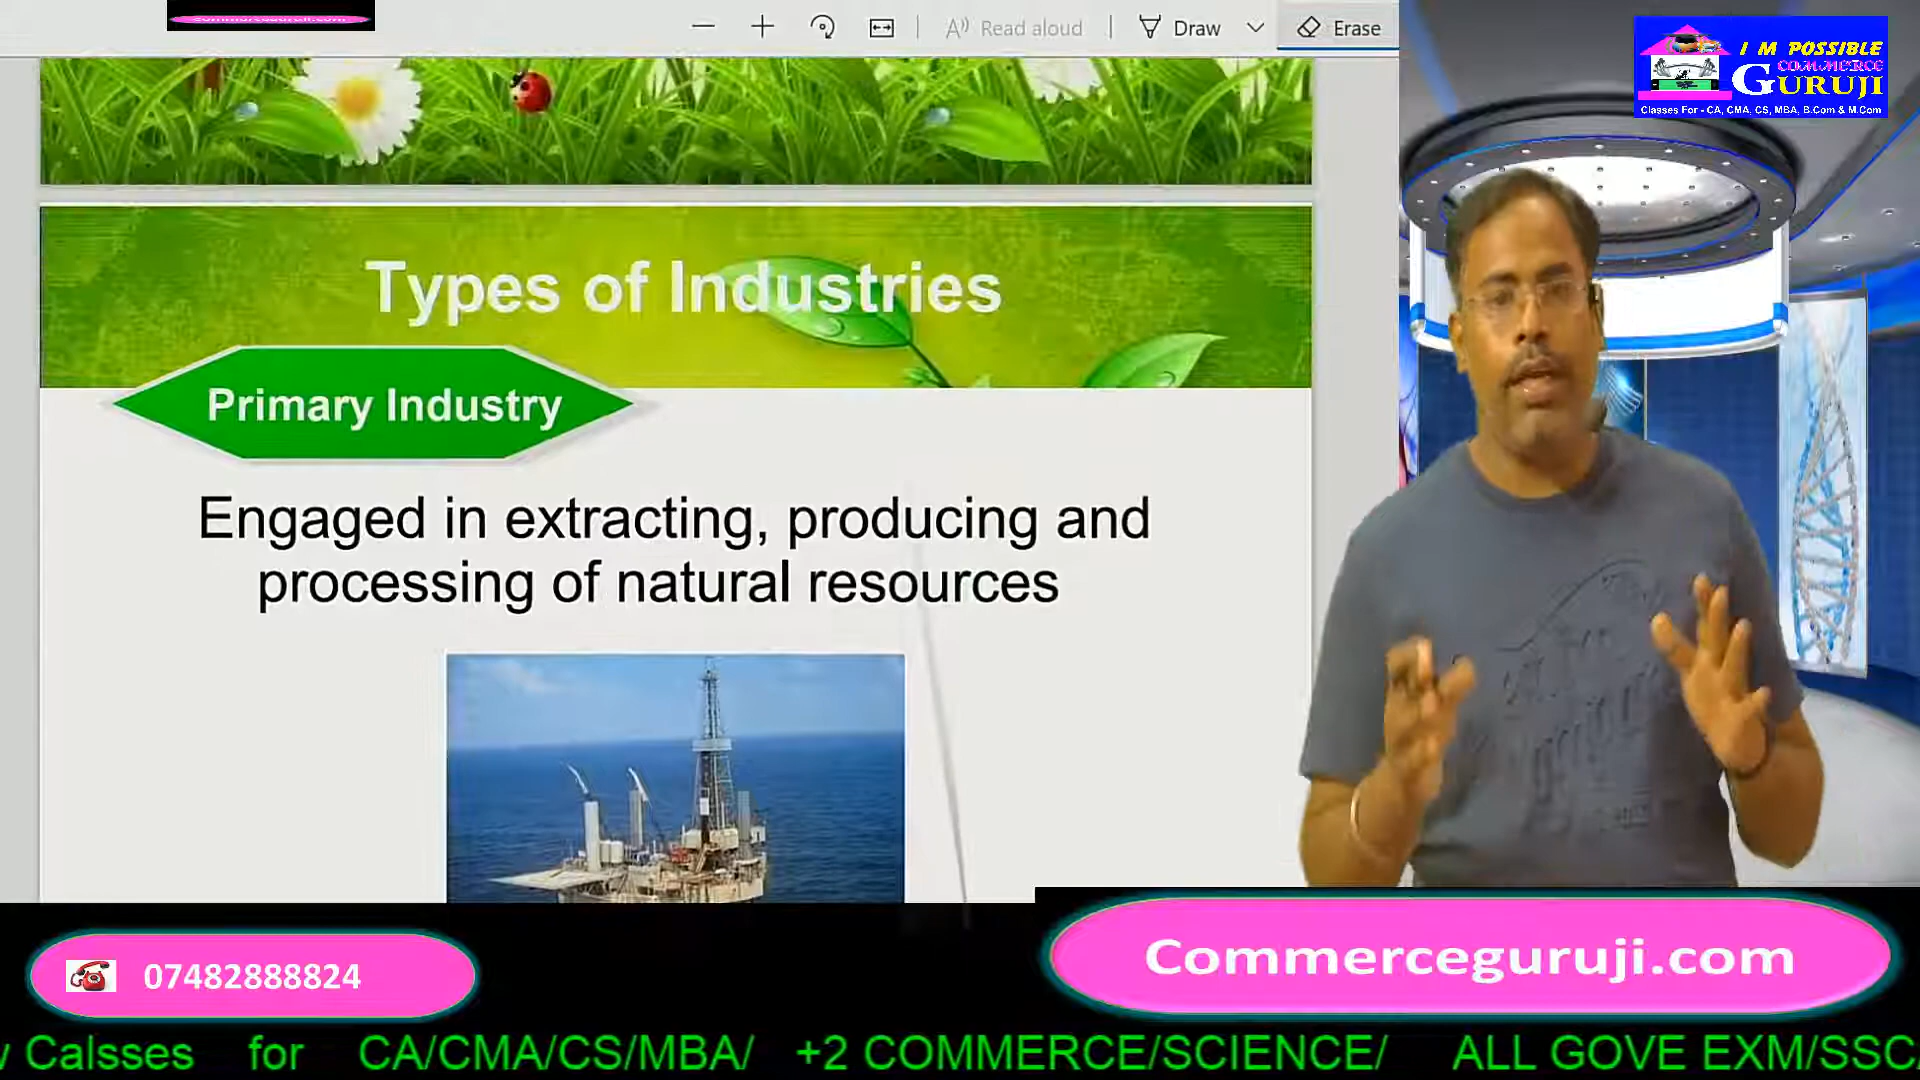 Commerceguruji.com
Read aloud
Draw
Erase
I M POSSIBLE
COMMERCE
GURUJI
Classes For - CA, CMA, CS, MBA, B.Com & M.Com
Types of Industries
Primary Industry
Engaged in extracting, producing and
processing of natural resources
07482888824
Commerceguruji.com
Calsses for CA/CMA/CS/MBA/ +2 COMMERCE/SCIENCE/ ALL GOVE EXM/SSC